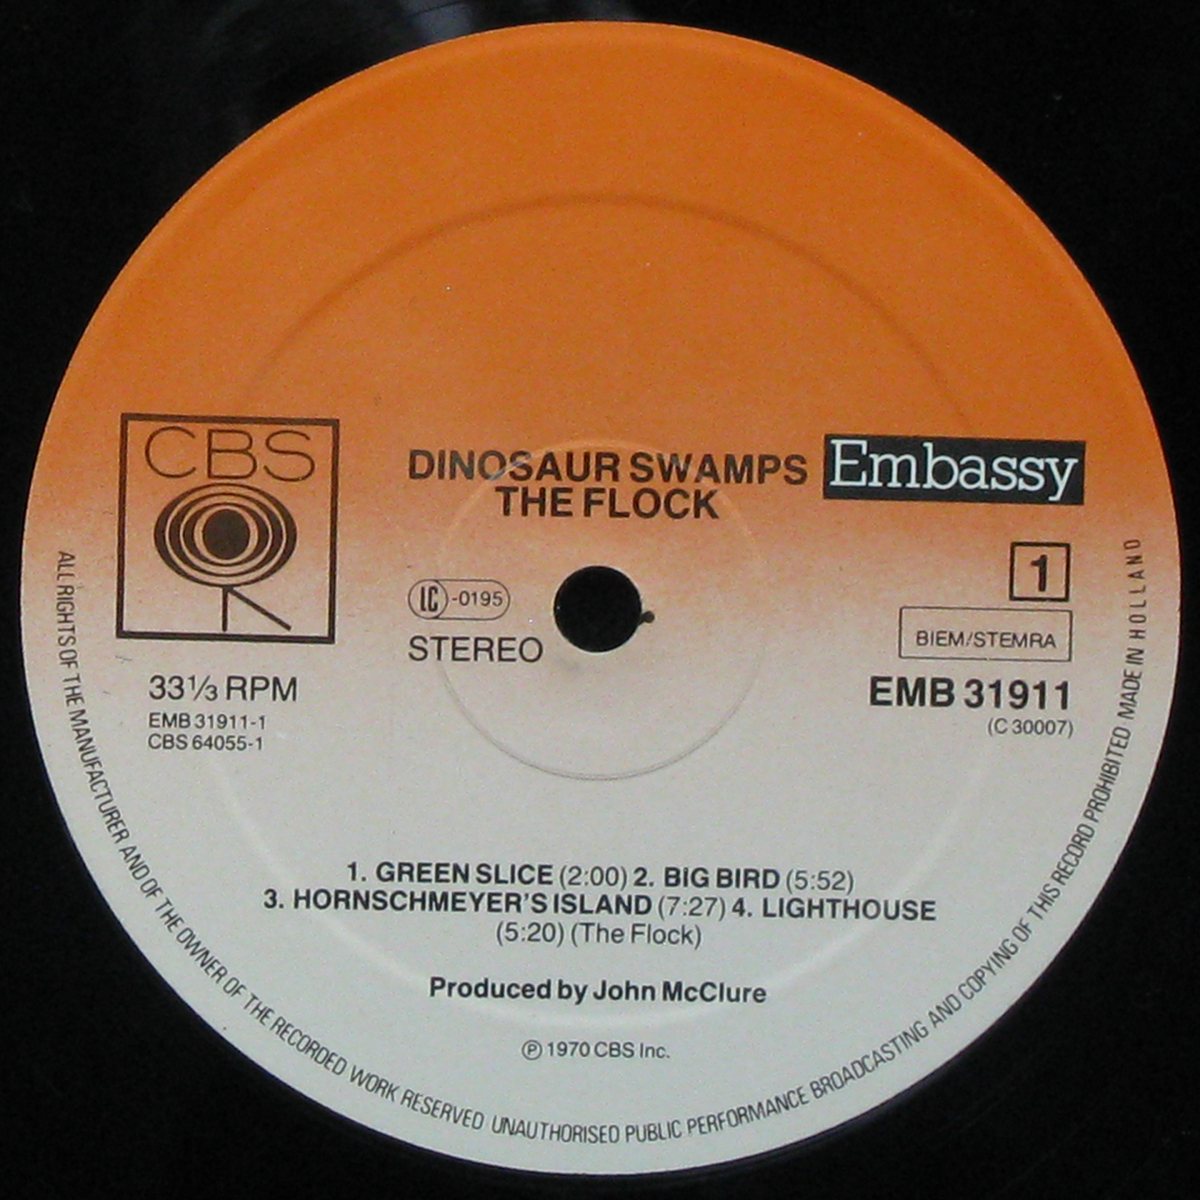 CBS
DINOSAUR SWAMPS
THE FLOCK
Embassy
1
LC-0195
STEREO
BIEM/STEMRA
33⅓ RPM
EMB 31911-1
CBS 64055-1
EMB 31911
(C 30007)
1. GREEN SLICE (2:00) 2. BIG BIRD (5:52)
3. HORNSCHMEYER'S ISLAND (7:27) 4. LIGHTHOUSE
(5:20) (The Flock)
Produced by John McClure
℗ 1970 CBS Inc.
ALL RIGHTS OF THE MANUFACTURER AND OF THE OWNER OF THE RECORDED WORK RESERVED UNAUTHORISED PUBLIC PERFORMANCE BROADCASTING AND COPYING OF THIS RECORD PROHIBITED MADE IN HOLLAND